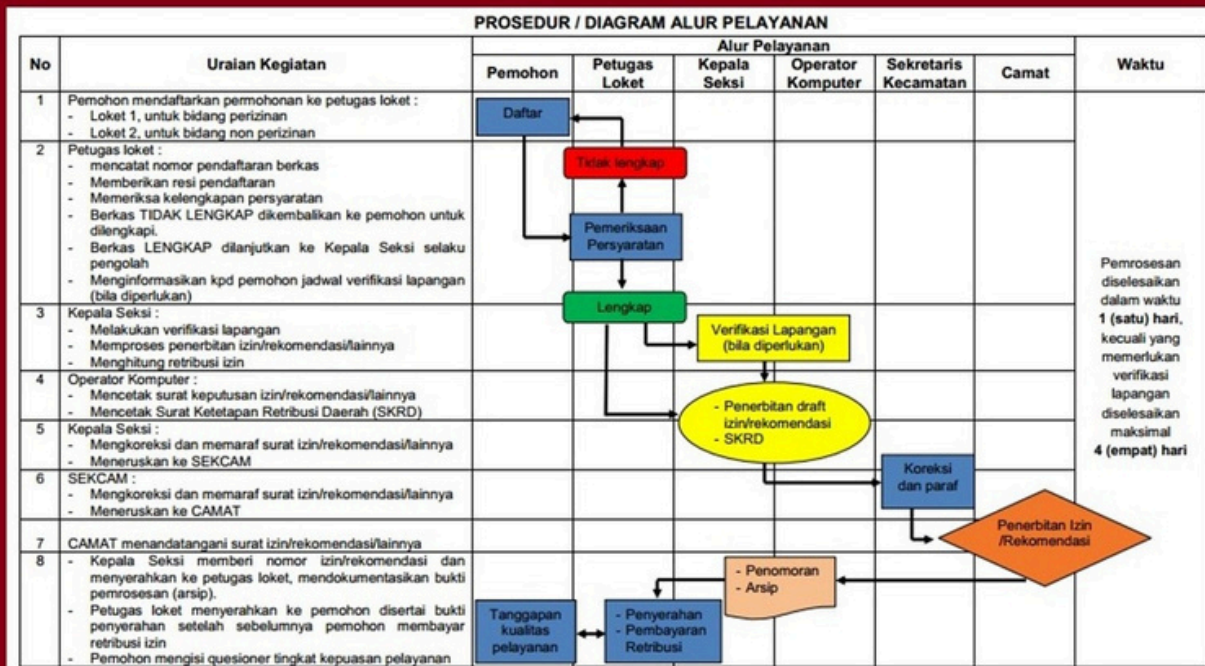 PROSEDUR / DIAGRAM ALUR PELAYANAN
No
Uraian Kegiatan
Alur Pelayanan
Pemohon
Petugas
Loket
Kepala
Seksi
Operator
Komputer
Sekretaris
Kecamatan
Camat
Waktu
1
Pemohon mendaftarkan permohonan ke petugas loket :
- Loket 1, untuk bidang perizinan
- Loket 2, untuk bidang non perizinan
Daftar
2
Petugas loket :
- mencatat nomor pendaftaran berkas
- Memberikan resi pendaftaran
- Memeriksa kelengkapan persyaratan
- Berkas TIDAK LENGKAP dikembalikan ke pemohon untuk
dilengkapi.
- Berkas LENGKAP dilanjutkan ke Kepala Seksi selaku
pengolah
- Menginformasikan kpd pemohon jadwal verifikasi lapangan
(bila diperlukan)
Tidak lengkap
Pemeriksaan
Persyaratan
Lengkap
3
Kepala Seksi :
- Melakukan verifikasi lapangan
- Memproses penerbitan izin/rekomendasi/lainnya
- Menghitung retribusi izin
Verifikasi Lapangan
(bila diperlukan)
4
Operator Komputer :
- Mencetak surat keputusan izin/rekomendasi/lainnya
- Mencetak Surat Ketetapan Retribusi Daerah (SKRD)
- Penerbitan draft
izin/rekomendasi
- SKRD
5
Kepala Seksi :
- Mengkoreksi dan memaraf surat izin/rekomendasi/lainnya
- Meneruskan ke SEKCAM
6
SEKCAM :
- Mengkoreksi dan memaraf surat izin/rekomendasi/lainnya
- Meneruskan ke CAMAT
Koreksi
dan paraf
7
CAMAT menandatangani surat izin/rekomendasi/lainnya
Penerbitan Izin
/Rekomendasi
8
- Kepala Seksi memberi nomor izin/rekomendasi dan
menyerahkan ke petugas loket, mendokumentasikan bukti
pemrosesan (arsip).
- Petugas loket menyerahkan ke pemohon disertai bukti
penyerahan setelah sebelumnya pemohon membayar
retribusi izin
- Pemohon mengisi quesioner tingkat kepuasan pelayanan
- Penomoran
- Arsip
Tanggapan
kualitas
pelayanan
- Penyerahan
- Pembayaran
Retribusi
Pemrosesan
diselesaikan
dalam waktu
1 (satu) hari,
kecuali yang
memerlukan
verifikasi
lapangan
diselesaikan
maksimal
4 (empat) hari